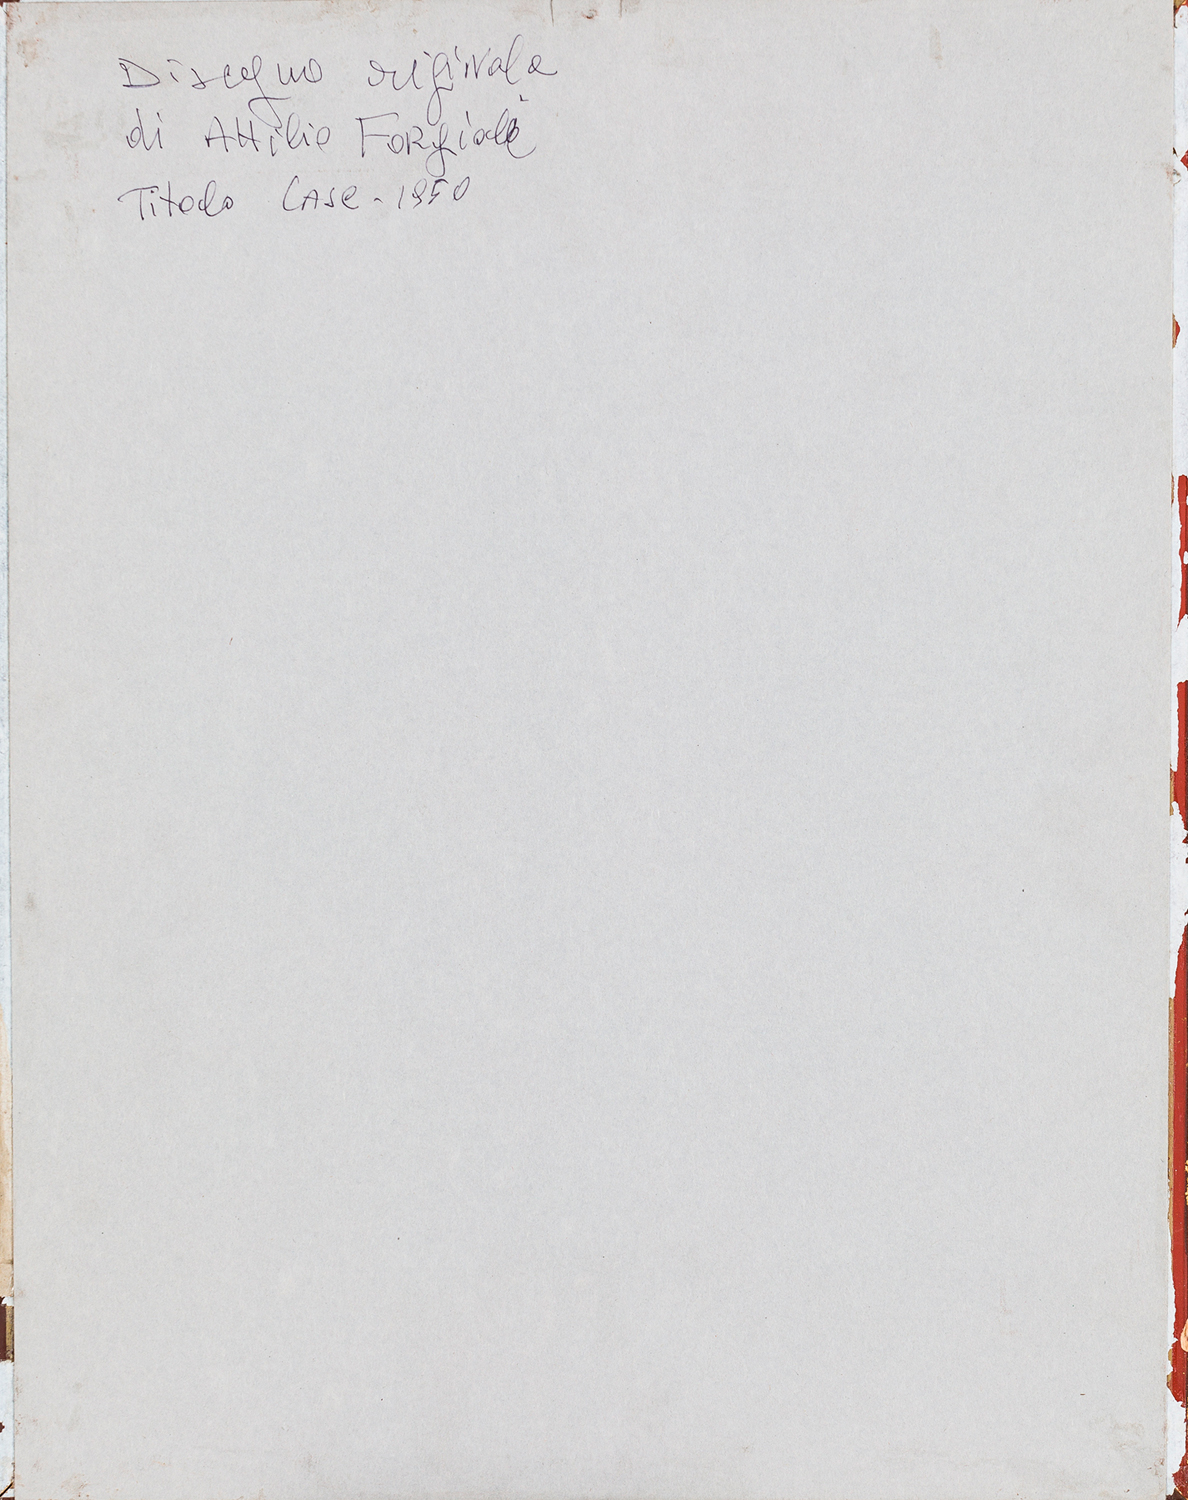 Disegno originale
di Attilio Forgioli
Titolo Case - 1950